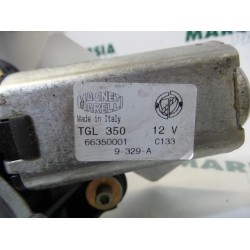 MAGNETI
MARELLI
Made in Italy
TGL 350 12 V
66350001 C133
9-329-A